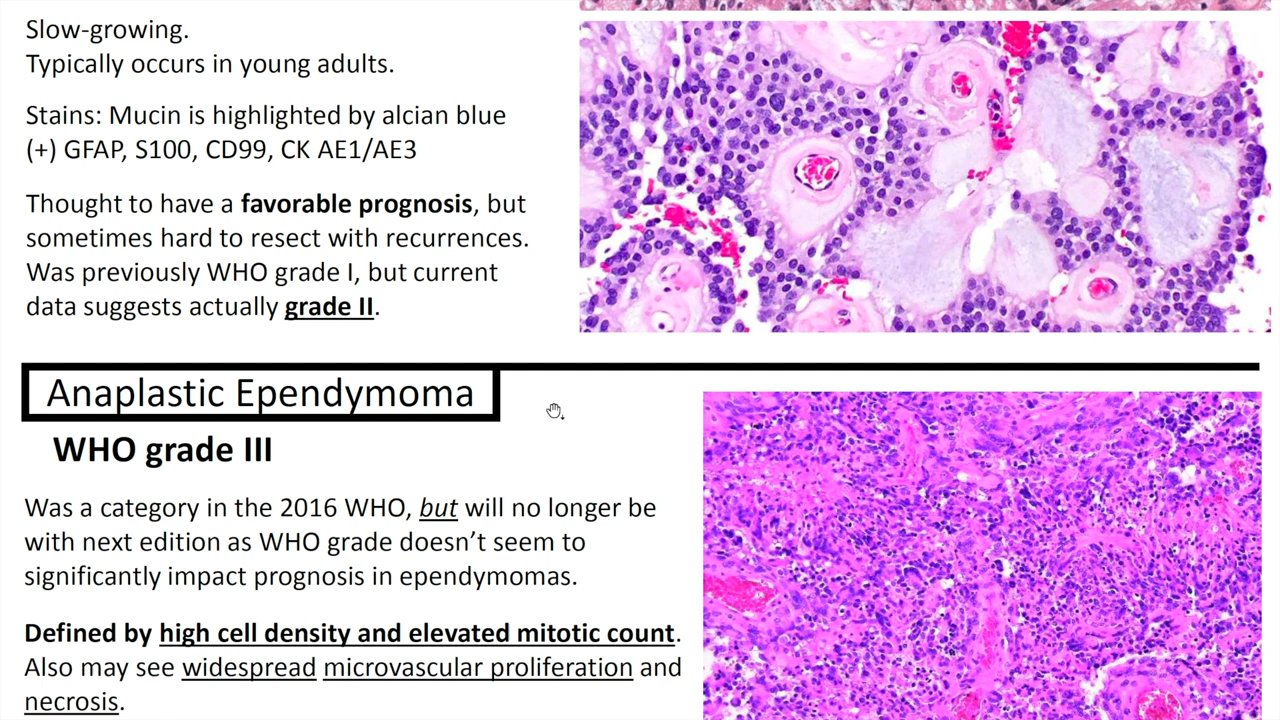 Slow-growing.
Typically occurs in young adults.
Stains: Mucin is highlighted by alcian blue
(+) GFAP, S100, CD99, CK AE1/AE3
Thought to have a favorable prognosis, but
sometimes hard to resect with recurrences.
Was previously WHO grade I, but current
data suggests actually grade II.
Anaplastic Ependymoma
WHO grade III
Was a category in the 2016 WHO, but will no longer be
with next edition as WHO grade doesn’t seem to
significantly impact prognosis in ependymomas.
Defined by high cell density and elevated mitotic count.
Also may see widespread microvascular proliferation and
necrosis.